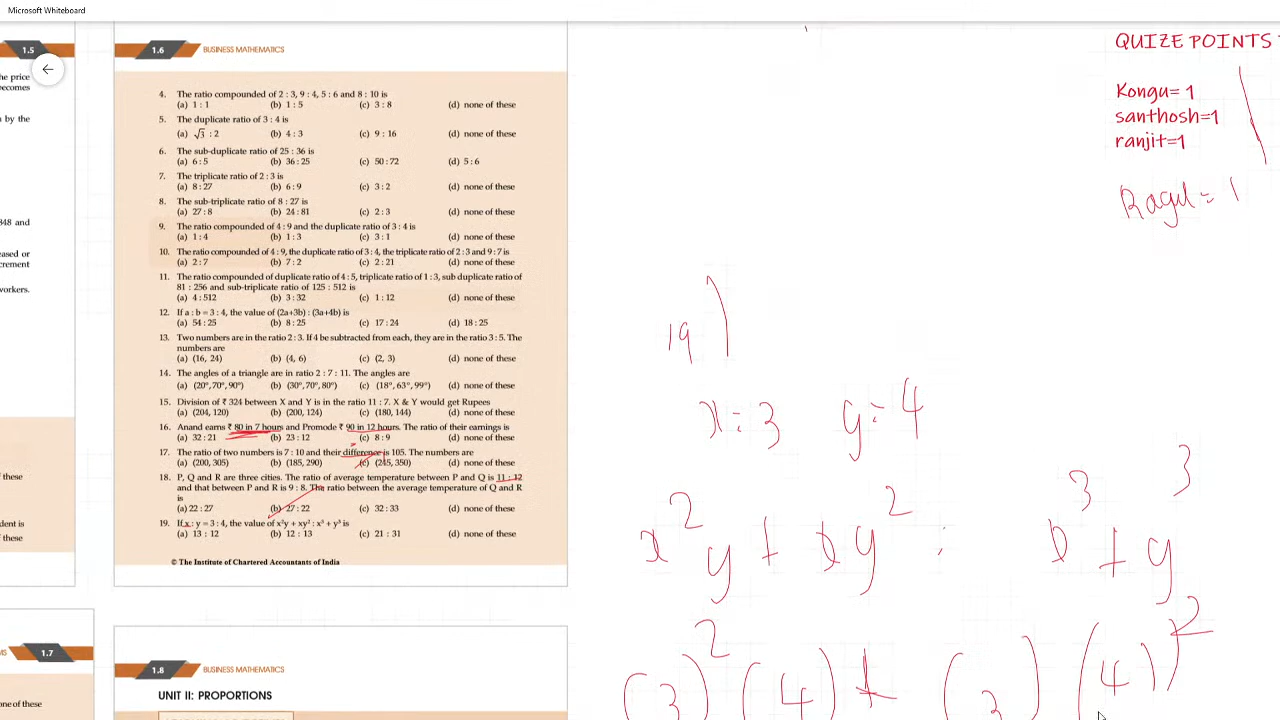 Microsoft Whiteboard
1.5
he price
ecomes
n by the
848 and
eased or
crement
workers.
f these
dent is
f these
1.6 BUSINESS MATHEMATICS
4. The ratio compounded of 2 : 3, 9 : 4, 5 : 6 and 8 : 10 is
(a) 1 : 1 (b) 1 : 5 (c) 3 : 8 (d) none of these
5. The duplicate ratio of 3 : 4 is
(a) √3 : 2 (b) 4 : 3 (c) 9 : 16 (d) none of these
6. The sub-duplicate ratio of 25 : 36 is
(a) 6 : 5 (b) 36 : 25 (c) 50 : 72 (d) 5 : 6
7. The triplicate ratio of 2 : 3 is
(a) 8 : 27 (b) 6 : 9 (c) 3 : 2 (d) none of these
8. The sub-triplicate ratio of 8 : 27 is
(a) 27 : 8 (b) 24 : 81 (c) 2 : 3 (d) none of these
9. The ratio compounded of 4 : 9 and the duplicate ratio of 3 : 4 is
(a) 1 : 4 (b) 1 : 3 (c) 3 : 1 (d) none of these
10. The ratio compounded of 4 : 9, the duplicate ratio of 3 : 4, the triplicate ratio of 2 : 3 and 9 : 7 is
(a) 2 : 7 (b) 7 : 2 (c) 2 : 21 (d) none of these
11. The ratio compounded of duplicate ratio of 4 : 5, triplicate ratio of 1 : 3, sub duplicate ratio of
81 : 256 and sub-triplicate ratio of 125 : 512 is
(a) 4 : 512 (b) 3 : 32 (c) 1 : 12 (d) none of these
12. If a : b = 3 : 4, the value of (2a+3b) : (3a+4b) is
(a) 54 : 25 (b) 8 : 25 (c) 17 : 24 (d) 18 : 25
13. Two numbers are in the ratio 2 : 3. If 4 be subtracted from each, they are in the ratio 3 : 5. The
numbers are
(a) (16, 24) (b) (4, 6) (c) (2, 3) (d) none of these
14. The angles of a triangle are in ratio 2 : 7 : 11. The angles are
(a) (20°, 70°, 90°) (b) (30°, 70°, 80°) (c) (18°, 63°, 99°) (d) none of these
15. Division of ₹ 324 between X and Y is in the ratio 11 : 7. X & Y would get Rupees
(a) (204, 120) (b) (200, 124) (c) (180, 144) (d) none of these
16. Anand earns ₹ 80 in 7 hours and Promode ₹ 90 in 12 hours. The ratio of their earnings is
(a) 32 : 21 (b) 23 : 12 (c) 8 : 9 (d) none of these
17. The ratio of two numbers is 7 : 10 and their difference is 105. The numbers are
(a) (200, 305) (b) (185, 290) (c) (245, 350) (d) none of these
18. P, Q and R are three cities. The ratio of average temperature between P and Q is 11 : 12
and that between P and R is 9 : 8. The ratio between the average temperature of Q and R
is
(a) 22 : 27 (b) 27 : 22 (c) 32 : 33 (d) none of these
19. If x : y = 3 : 4, the value of x²y + xy² : x³ + y³ is
(a) 13 : 12 (b) 12 : 13 (c) 21 : 31 (d) none of these
© The Institute of Chartered Accountants of India
1.7
1.8 BUSINESS MATHEMATICS
UNIT II: PROPORTIONS
QUIZE POINTS
Kongu= 1
santhosh=1
ranjit=1
Ragul = 1
19)
x = 3 y = 4
x²y + xy² : x³ + y³
(3)² (4) + (3) (4)²